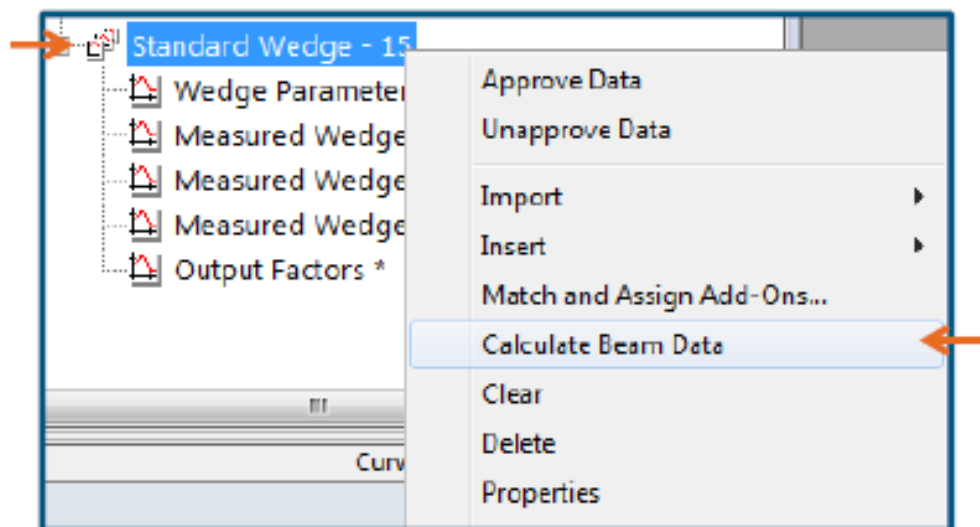 Standard Wedge - 15
Wedge Parameter
Measured Wedge
Measured Wedge
Measured Wedge
Output Factors *
Curv
Approve Data
Unapprove Data
Import
Insert
Match and Assign Add-Ons...
Calculate Beam Data
Clear
Delete
Properties